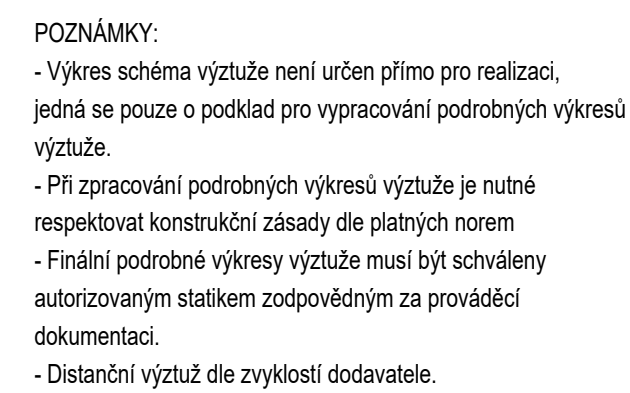 POZNÁMKY:
- Výkres schéma výztuže není určen přímo pro realizaci,
jedná se pouze o podklad pro vypracování podrobných výkresů
výztuže.
- Při zpracování podrobných výkresů výztuže je nutné
respektovat konstrukční zásady dle platných norem
- Finální podrobné výkresy výztuže musí být schváleny
autorizovaným statikem zodpovědným za prováděcí
dokumentaci.
- Distanční výztuž dle zvyklostí dodavatele.